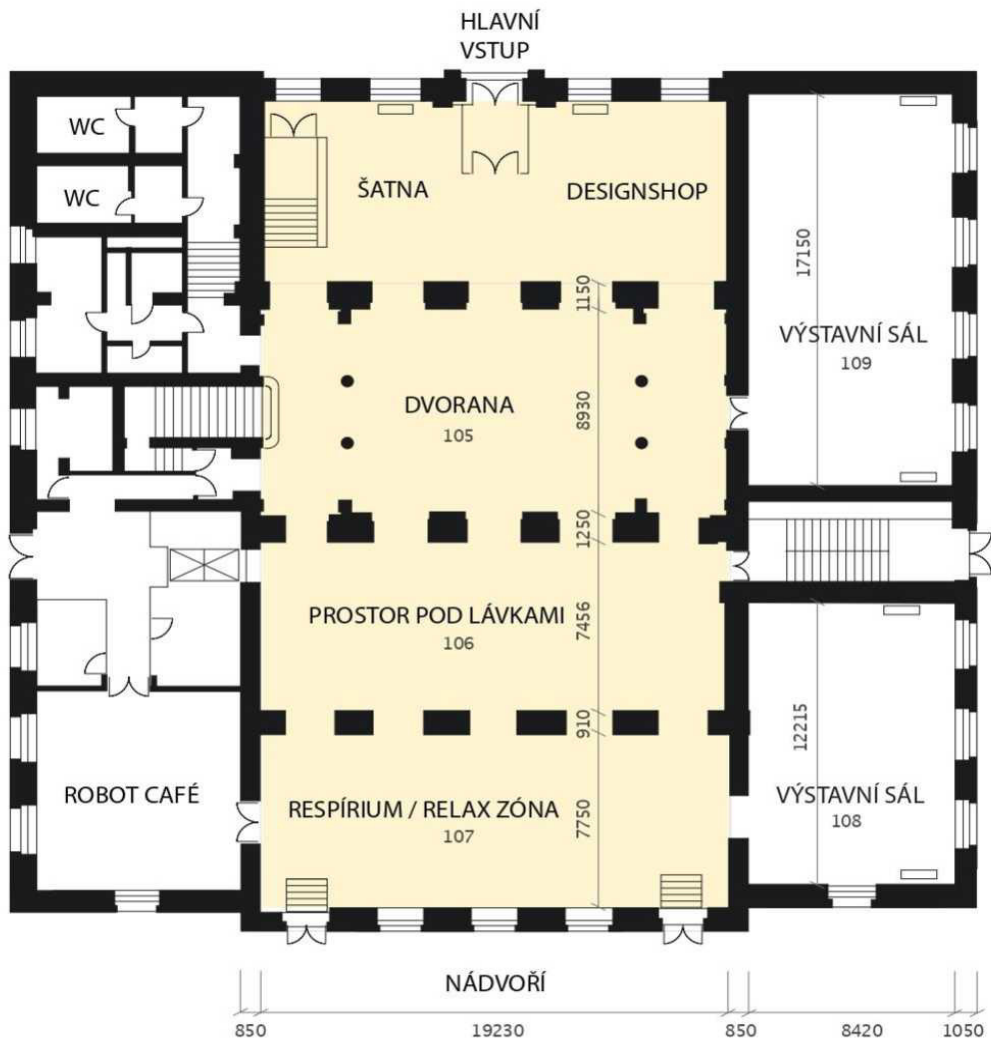 HLAVNÍ
VSTUP
WC
WC
ŠATNA
DESIGNSHOP
17150
1150
VÝSTAVNÍ SÁL
109
DVORANA
105
8930
1250
PROSTOR POD LÁVKAMI
106
7456
12215
910
ROBOT CAFÉ
RESPÍRIUM / RELAX ZÓNA
107
7750
VÝSTAVNÍ SÁL
108
NÁDVOŘÍ
850 19230 850 8420 1050